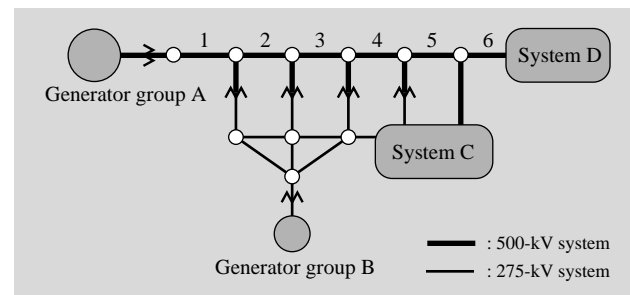 1 2 3 4 5 6
System D
Generator group A
System C
Generator group B
: 500-kV system
: 275-kV system